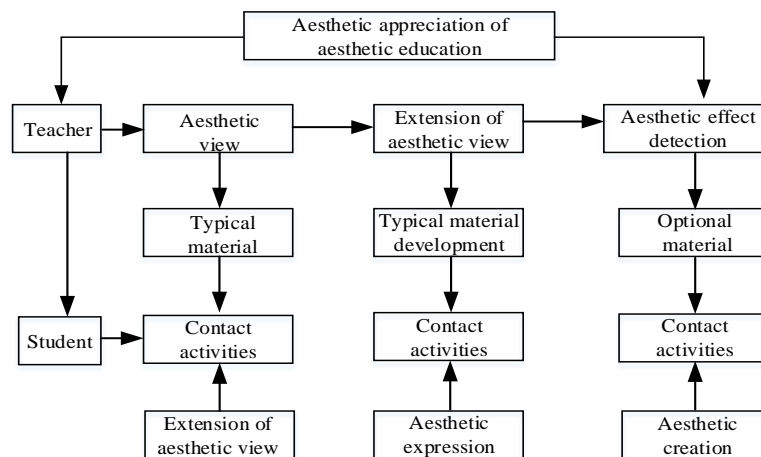 Aesthetic appreciation of
aesthetic education
Teacher
Aesthetic
view
Extension of
aesthetic view
Aesthetic effect
detection
Typical
material
Typical material
development
Optional
material
Student
Contact
activities
Contact
activities
Contact
activities
Extension of
aesthetic view
Aesthetic
expression
Aesthetic
creation